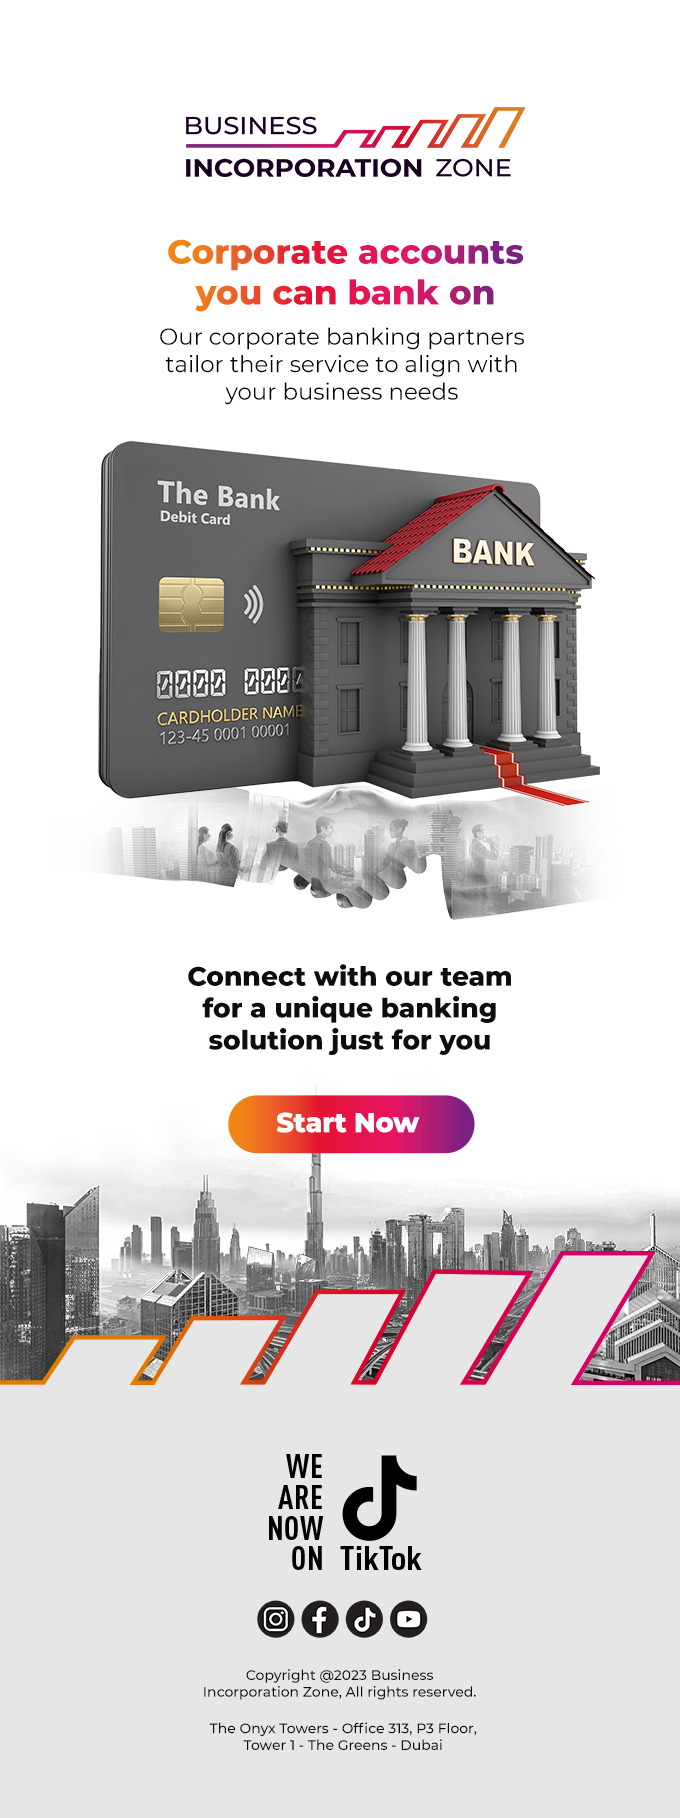 BUSINESS
INCORPORATION ZONE
Corporate accounts
you can bank on
Our corporate banking partners
tailor their service to align with
your business needs
The Bank
Debit Card
BANK
0000 0000
CARDHOLDER NAME
123-45 0001 00001
Connect with our team
for a unique banking
solution just for you
Start Now
WE
ARE
NOW
ON TikTok
Copyright @2023 Business
Incorporation Zone, All rights reserved.
The Onyx Towers - Office 313, P3 Floor,
Tower 1 - The Greens - Dubai